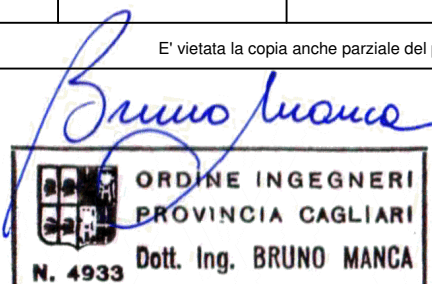 E' vietata la copia anche parziale del
Bruno Manca
ORDINE INGEGNERI
PROVINCIA CAGLIARI
Dott. Ing. BRUNO MANCA
N. 4933